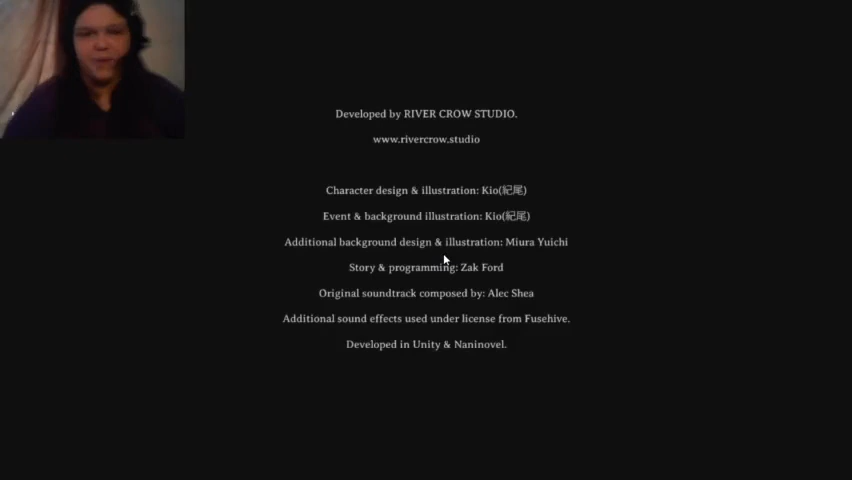 Developed by RIVER CROW STUDIO.
www.rivercrow.studio
Character design & illustration: Kio(紀尾)
Event & background illustration: Kio(紀尾)
Additional background design & illustration: Miura Yuichi
Story & programming: Zak Ford
Original soundtrack composed by: Alec Shea
Additional sound effects used under license from Fusehive.
Developed in Unity & Naninovel.